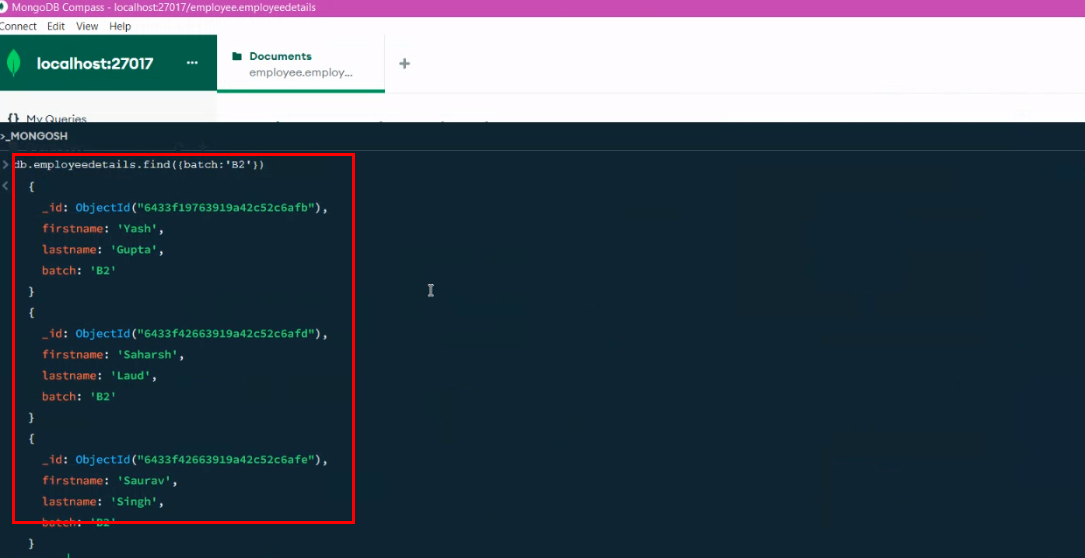 MongoDB Compass - localhost:27017/employee.employeedetails
Connect Edit View Help
localhost:27017 ...
Documents
employee.employ...
+
{} My Queries
>_MONGOSH
> db.employeedetails.find({batch:'B2'})
< {
_id: ObjectId("6433f19763919a42c52c6afb"),
firstname: 'Yash',
lastname: 'Gupta',
batch: 'B2'
}
{
_id: ObjectId("6433f42663919a42c52c6afd"),
firstname: 'Saharsh',
lastname: 'Laud',
batch: 'B2'
}
{
_id: ObjectId("6433f42663919a42c52c6afe"),
firstname: 'Saurav',
lastname: 'Singh',
batch: 'B2'
}